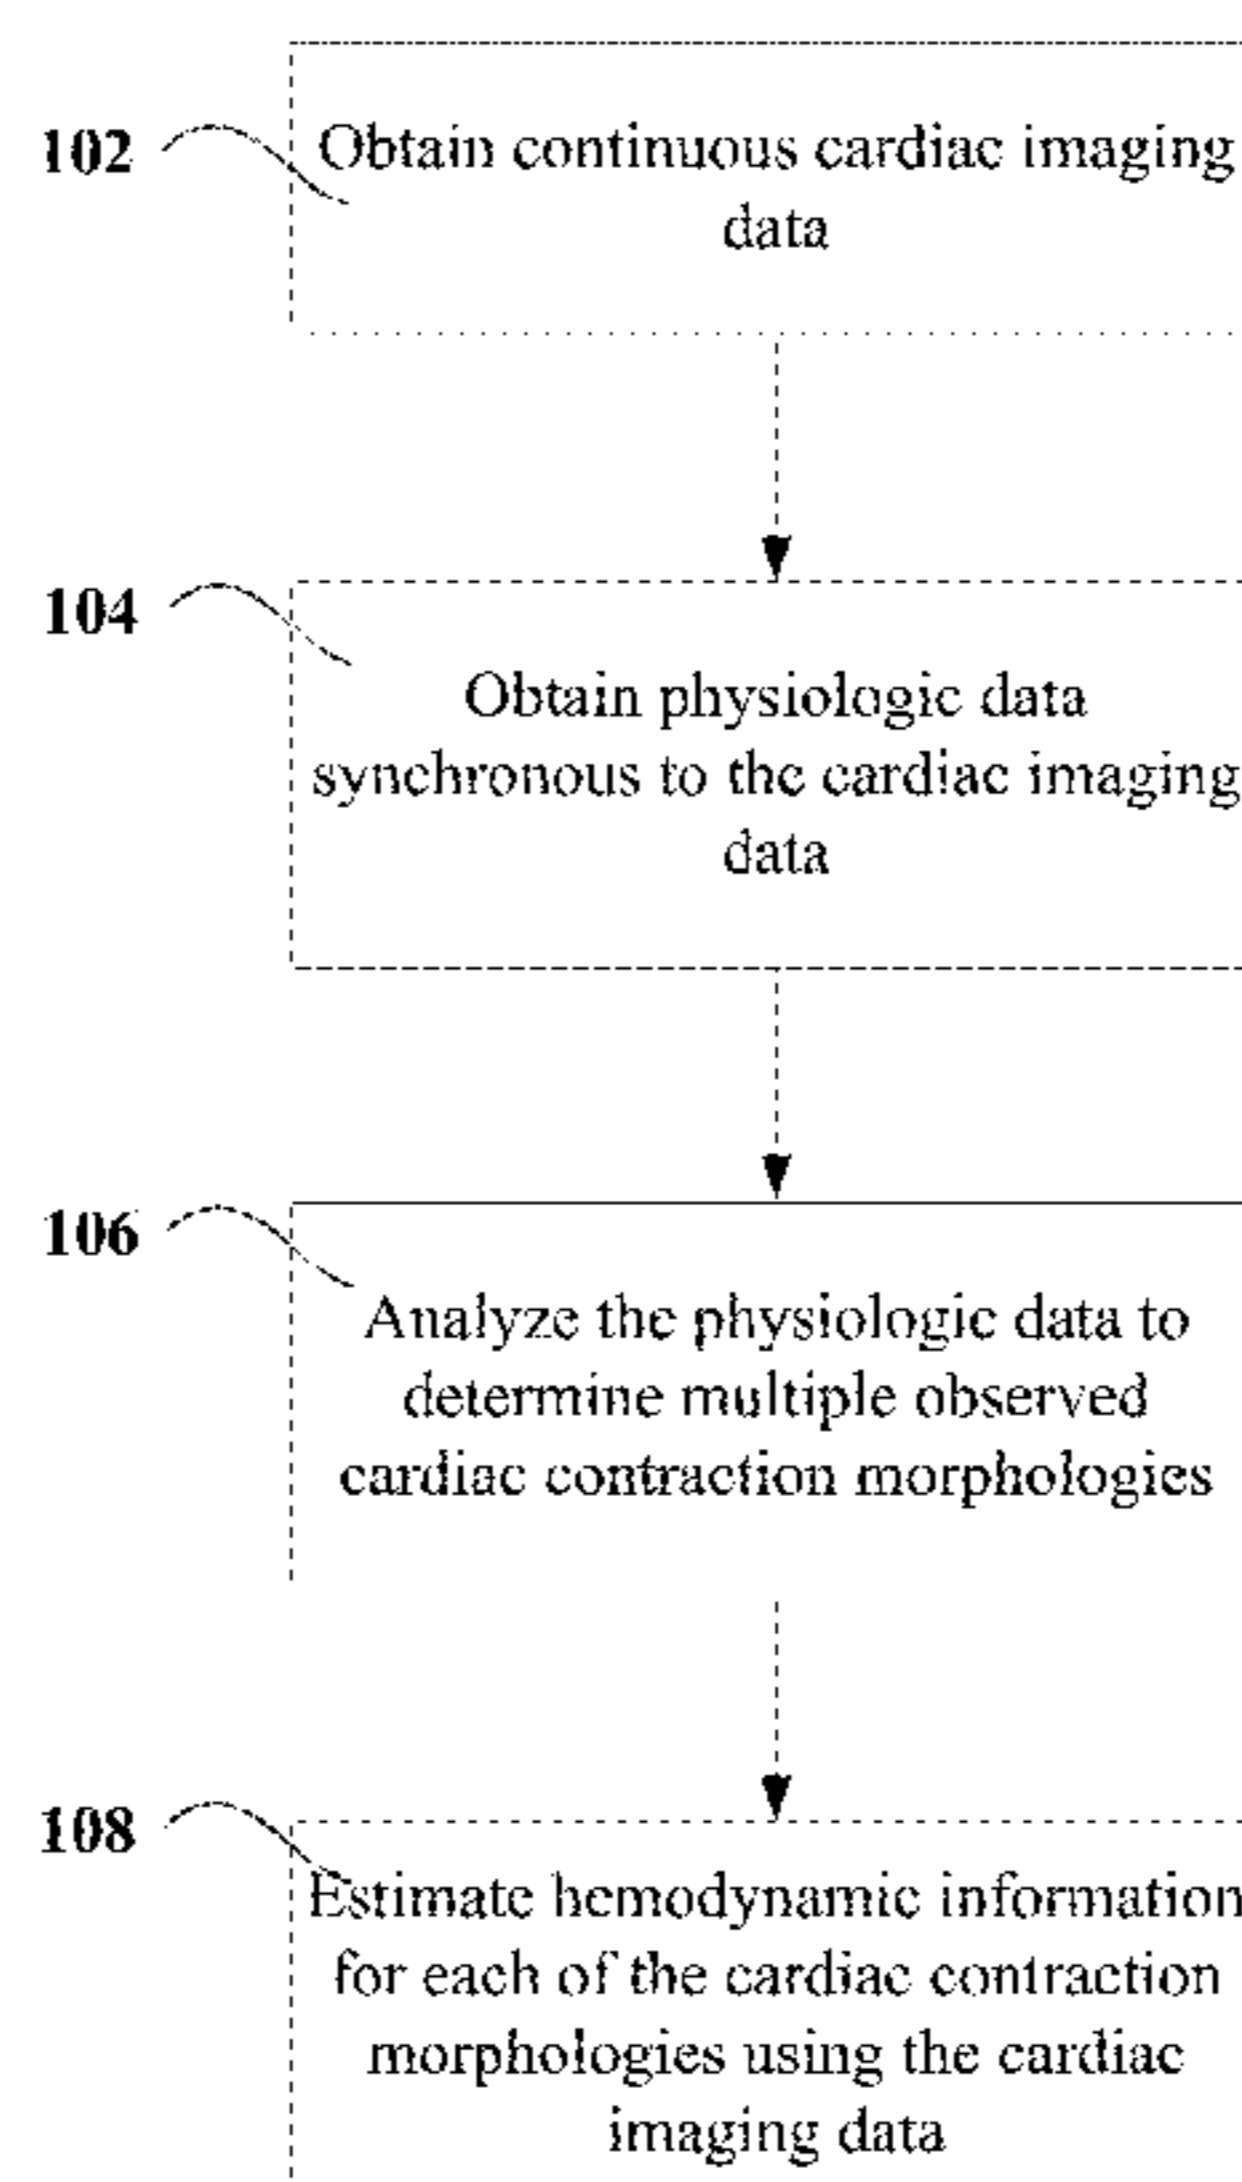 102
Obtain continuous cardiac imaging
data
104
Obtain physiologic data
synchronous to the cardiac imaging
data
106
Analyze the physiologic data to
determine multiple observed
cardiac contraction morphologies
108
Estimate hemodynamic information
for each of the cardiac contraction
morphologies using the cardiac
imaging data